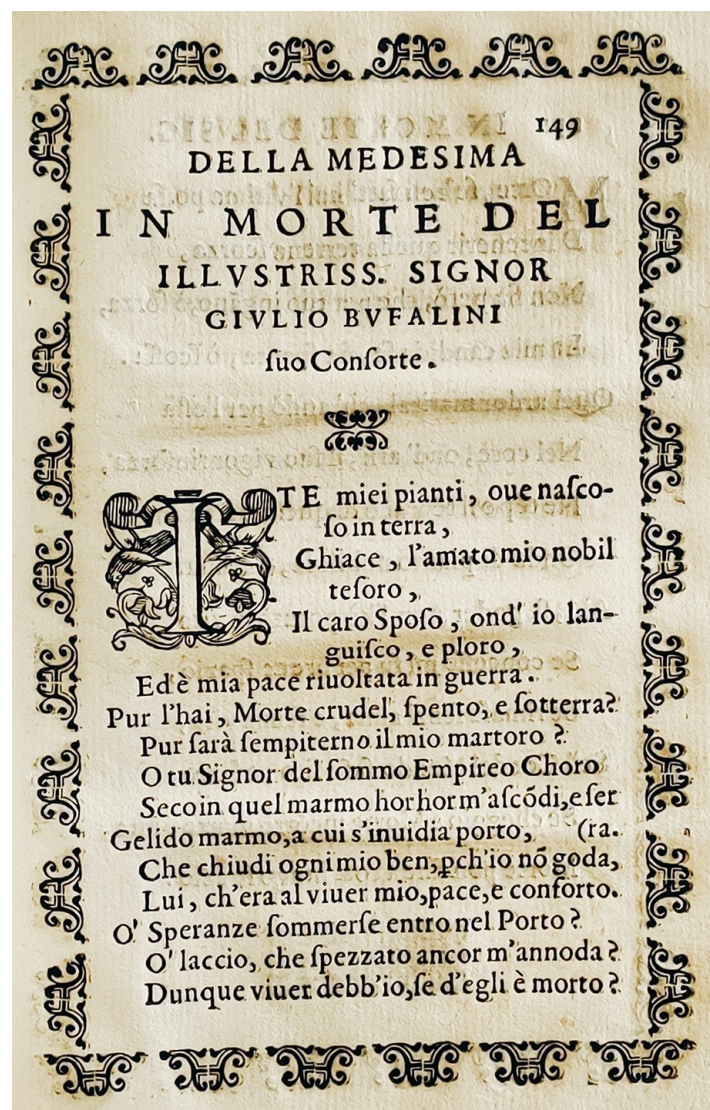 149
DELLA MEDESIMA
IN MORTE DEL
ILLVSTRISS. SIGNOR
GIVLIO BVFALINI
ſuo Conſorte.
ITE miei pianti, oue naſco-
ſo in terra,
Ghiace, l'amato mio nobil
teſoro,
Il caro Spoſo, ond' io lan-
guiſco, e ploro,
Ed è mia pace riuoltata in guerra.
Pur l'hai, Morte crudel, ſpento, e ſotterra?
Pur ſarà ſempiterno il mio martoro?
O tu Signor del ſommo Empireo Choro
Seco in quel marmo hor hor m'aſcõdi, e ſer
Gelido marmo, a cui s'inuidia porto, (ra.
Che chiudi ogni mio ben, ꝑch'io nõ goda,
Lui, ch'era al viuer mio, pace, e conforto.
O' Speranze ſommerſe entro nel Porto?
O' laccio, che ſpezzato ancor m'annoda?
Dunque viuer debb'io, ſe d'egli è morto?